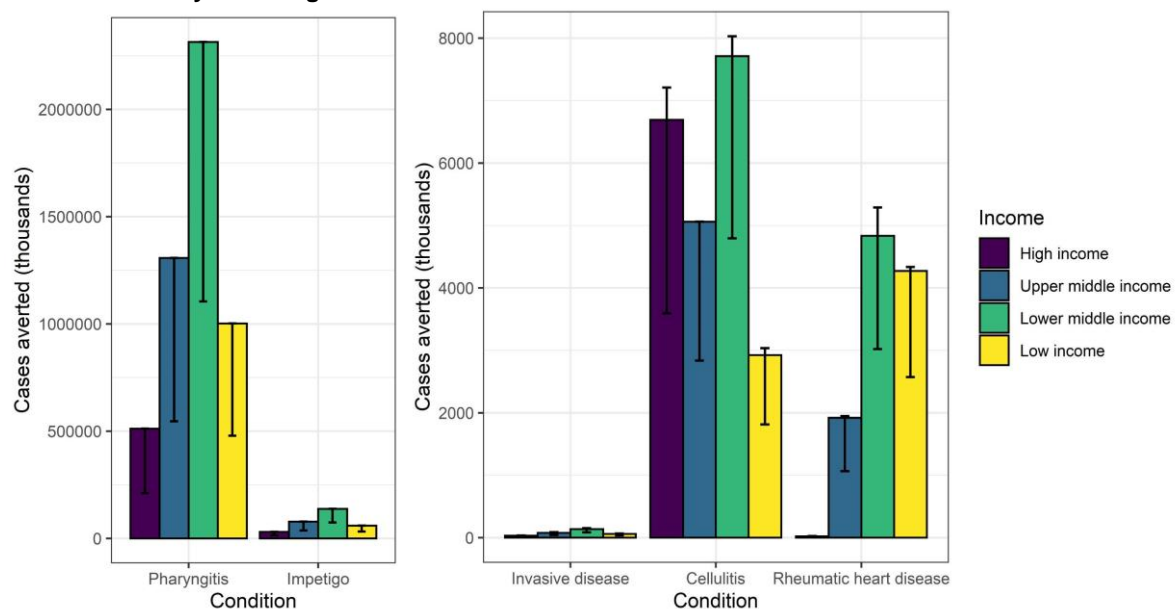 Cases averted (thousands)
2000000
1500000
1000000
500000
0
Pharyngitis
Impetigo
Condition
Cases averted (thousands)
8000
6000
4000
2000
0
Invasive disease
Cellulitis
Rheumatic heart disease
Condition
Income
High income
Upper middle income
Lower middle income
Low income